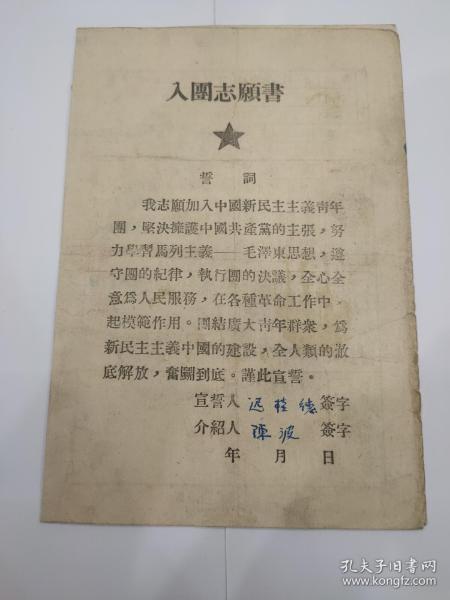 入團志願書
誓 詞
我志願加入中國新民主主義青年
團，堅決擁護中國共產黨的主張，努
力學習馬列主義——毛澤東思想，遵
守團的紀律，執行團的決議，全心全
意為人民服務，在各種革命工作中，
起模範作用。團結廣大青年群衆，為
新民主主義中國的建設，全人類的澈
底解放，奮鬭到底。謹此宣誓。
宣誓人 迟桂德 簽字
介紹人 陳波 簽字
年 月 日
孔夫子旧书网
www.kongfz.com